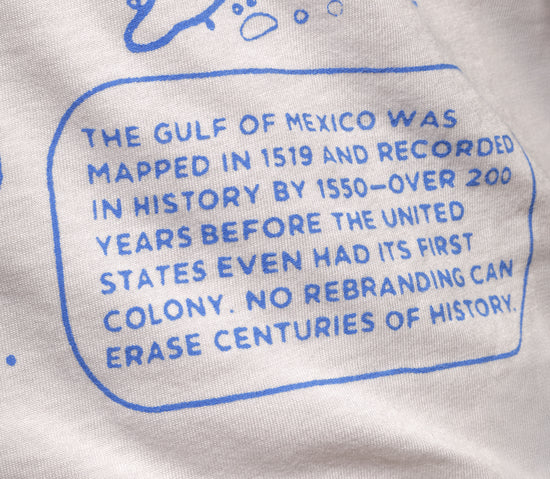 THE GULF OF MEXICO WAS
MAPPED IN 1519 AND RECORDED
IN HISTORY BY 1550–OVER 200
YEARS BEFORE THE UNITED
STATES EVEN HAD ITS FIRST
COLONY. NO REBRANDING CAN
ERASE CENTURIES OF HISTORY.